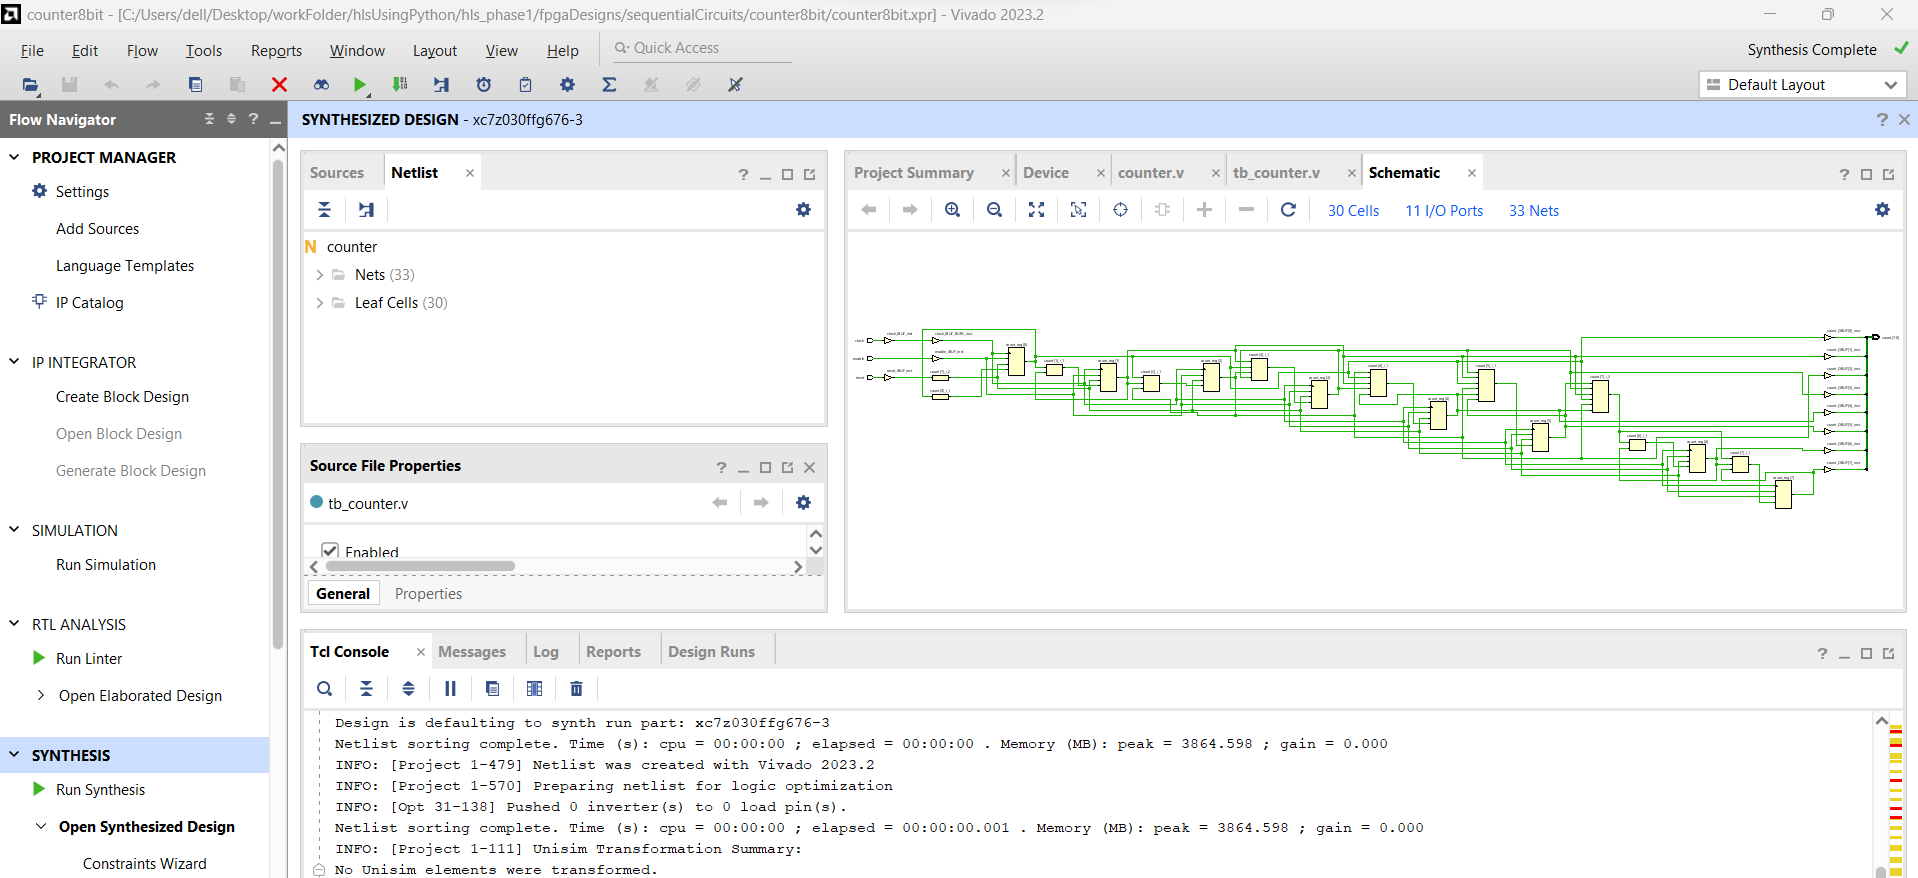 counter8bit - [C:/Users/dell/Desktop/workFolder/hlsUsingPython/hls_phase1/fpgaDesigns/sequentialCircuits/counter8bit/counter8bit.xpr] - Vivado 2023.2
File Edit Flow Tools Reports Window Layout View Help Quick Access
Synthesis Complete
Default Layout
Flow Navigator
SYNTHESIZED DESIGN - xc7z030ffg676-3
PROJECT MANAGER
Settings
Add Sources
Language Templates
IP Catalog
IP INTEGRATOR
Create Block Design
Open Block Design
Generate Block Design
SIMULATION
Run Simulation
RTL ANALYSIS
Run Linter
Open Elaborated Design
SYNTHESIS
Run Synthesis
Open Synthesized Design
Constraints Wizard
Sources Netlist
N counter
Nets (33)
Leaf Cells (30)
Source File Properties
tb_counter.v
Enabled
General Properties
Project Summary Device counter.v tb_counter.v Schematic
30 Cells 11 I/O Ports 33 Nets
Tcl Console Messages Log Reports Design Runs
Design is defaulting to synth run part: xc7z030ffg676-3
Netlist sorting complete. Time (s): cpu = 00:00:00 ; elapsed = 00:00:00 . Memory (MB): peak = 3864.598 ; gain = 0.000
INFO: [Project 1-479] Netlist was created with Vivado 2023.2
INFO: [Project 1-570] Preparing netlist for logic optimization
INFO: [Opt 31-138] Pushed 0 inverter(s) to 0 load pin(s).
Netlist sorting complete. Time (s): cpu = 00:00:00 ; elapsed = 00:00:00.001 . Memory (MB): peak = 3864.598 ; gain = 0.000
INFO: [Project 1-111] Unisim Transformation Summary:
No Unisim elements were transformed.